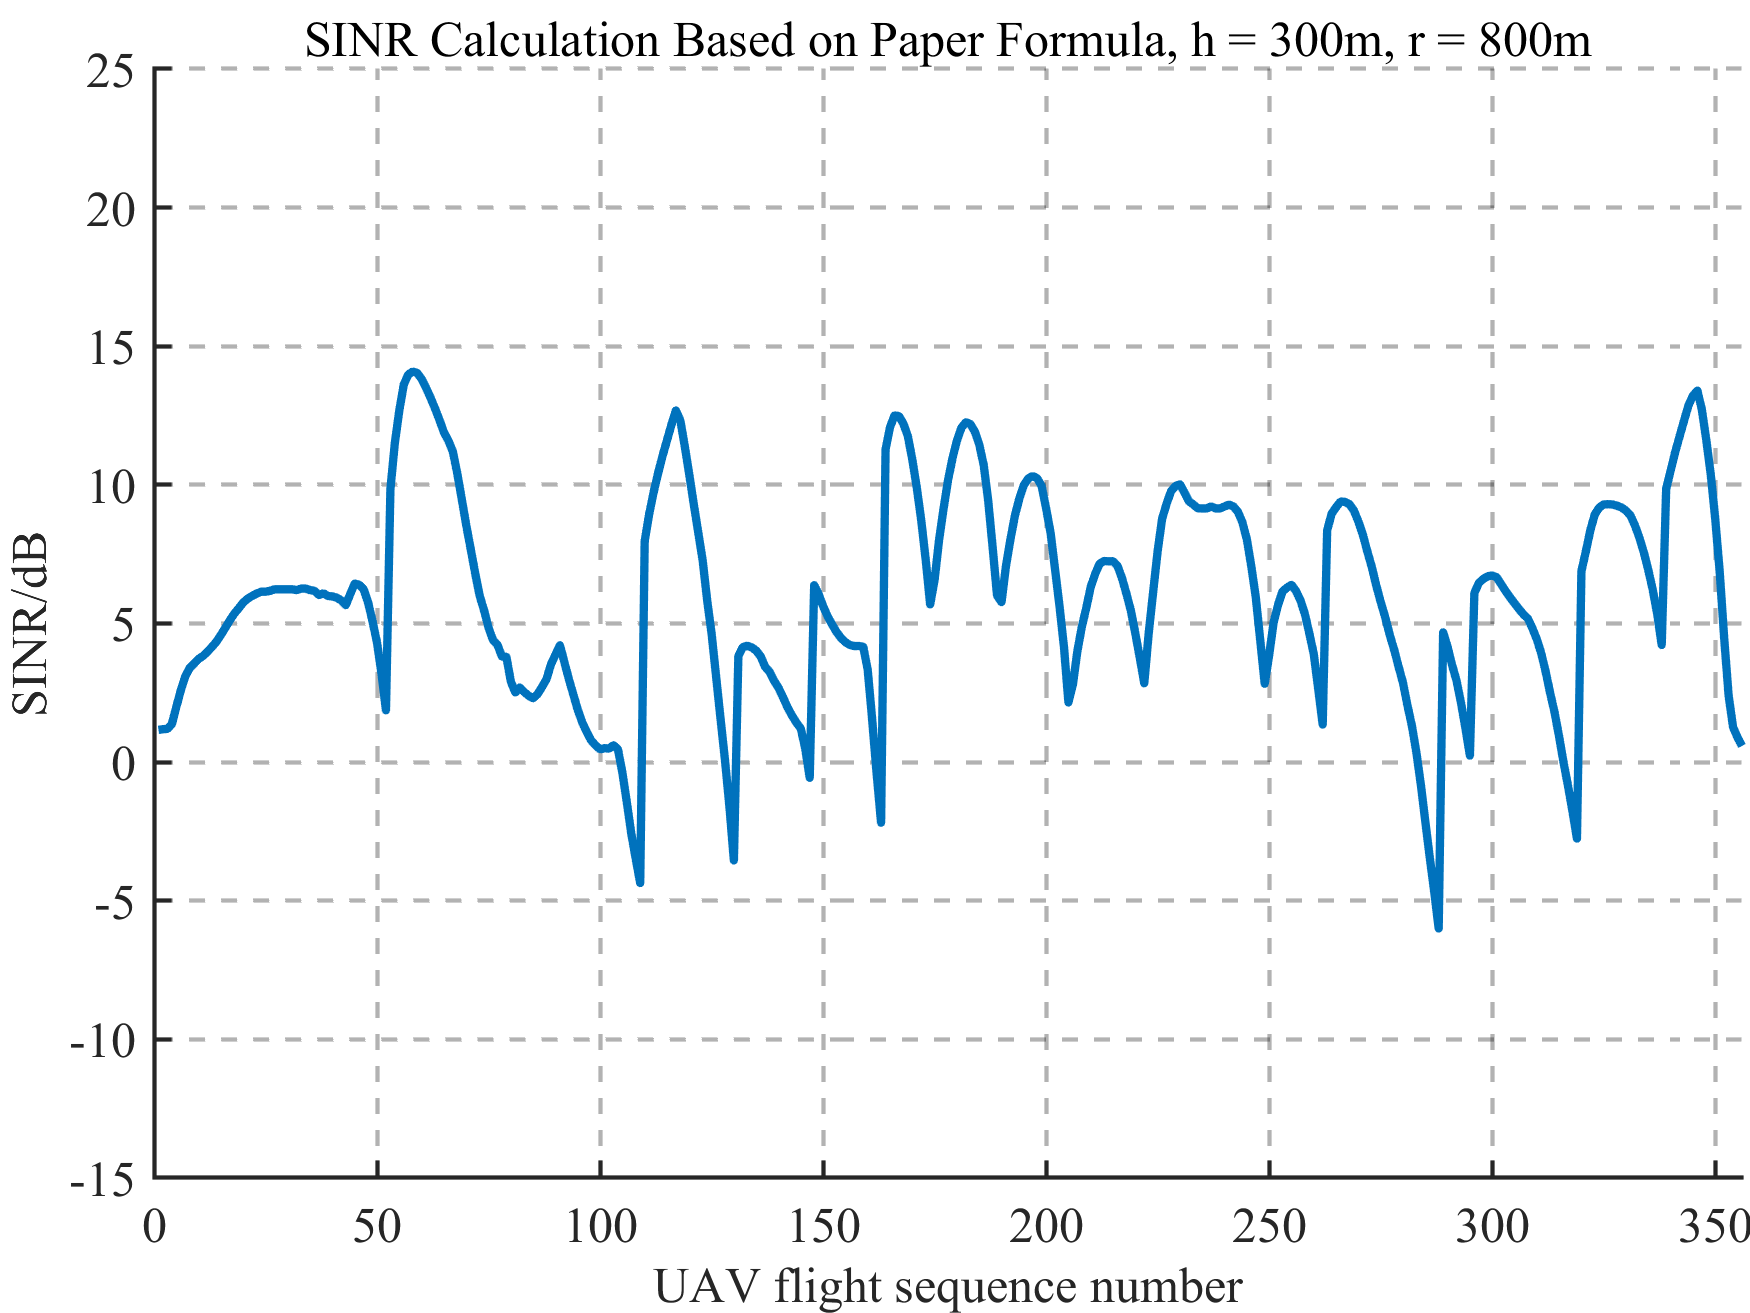 SINR Calculation Based on Paper Formula, h = 300m, r = 800m
25
20
15
10
5
0
-5
-10
-15
SINR/dB
0 50 100 150 200 250 300 350
UAV flight sequence number